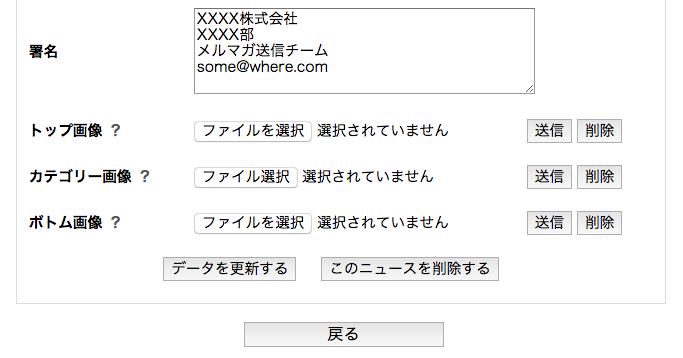 署名
XXXX株式会社
XXXX部
メルマガ送信チーム
some@where.com
トップ画像 ? ファイルを選択 選択されていません 送信 削除
カテゴリー画像 ? ファイル選択 選択されていません 送信 削除
ボトム画像 ? ファイルを選択 選択されていません 送信 削除
データを更新する このニュースを削除する
戻る